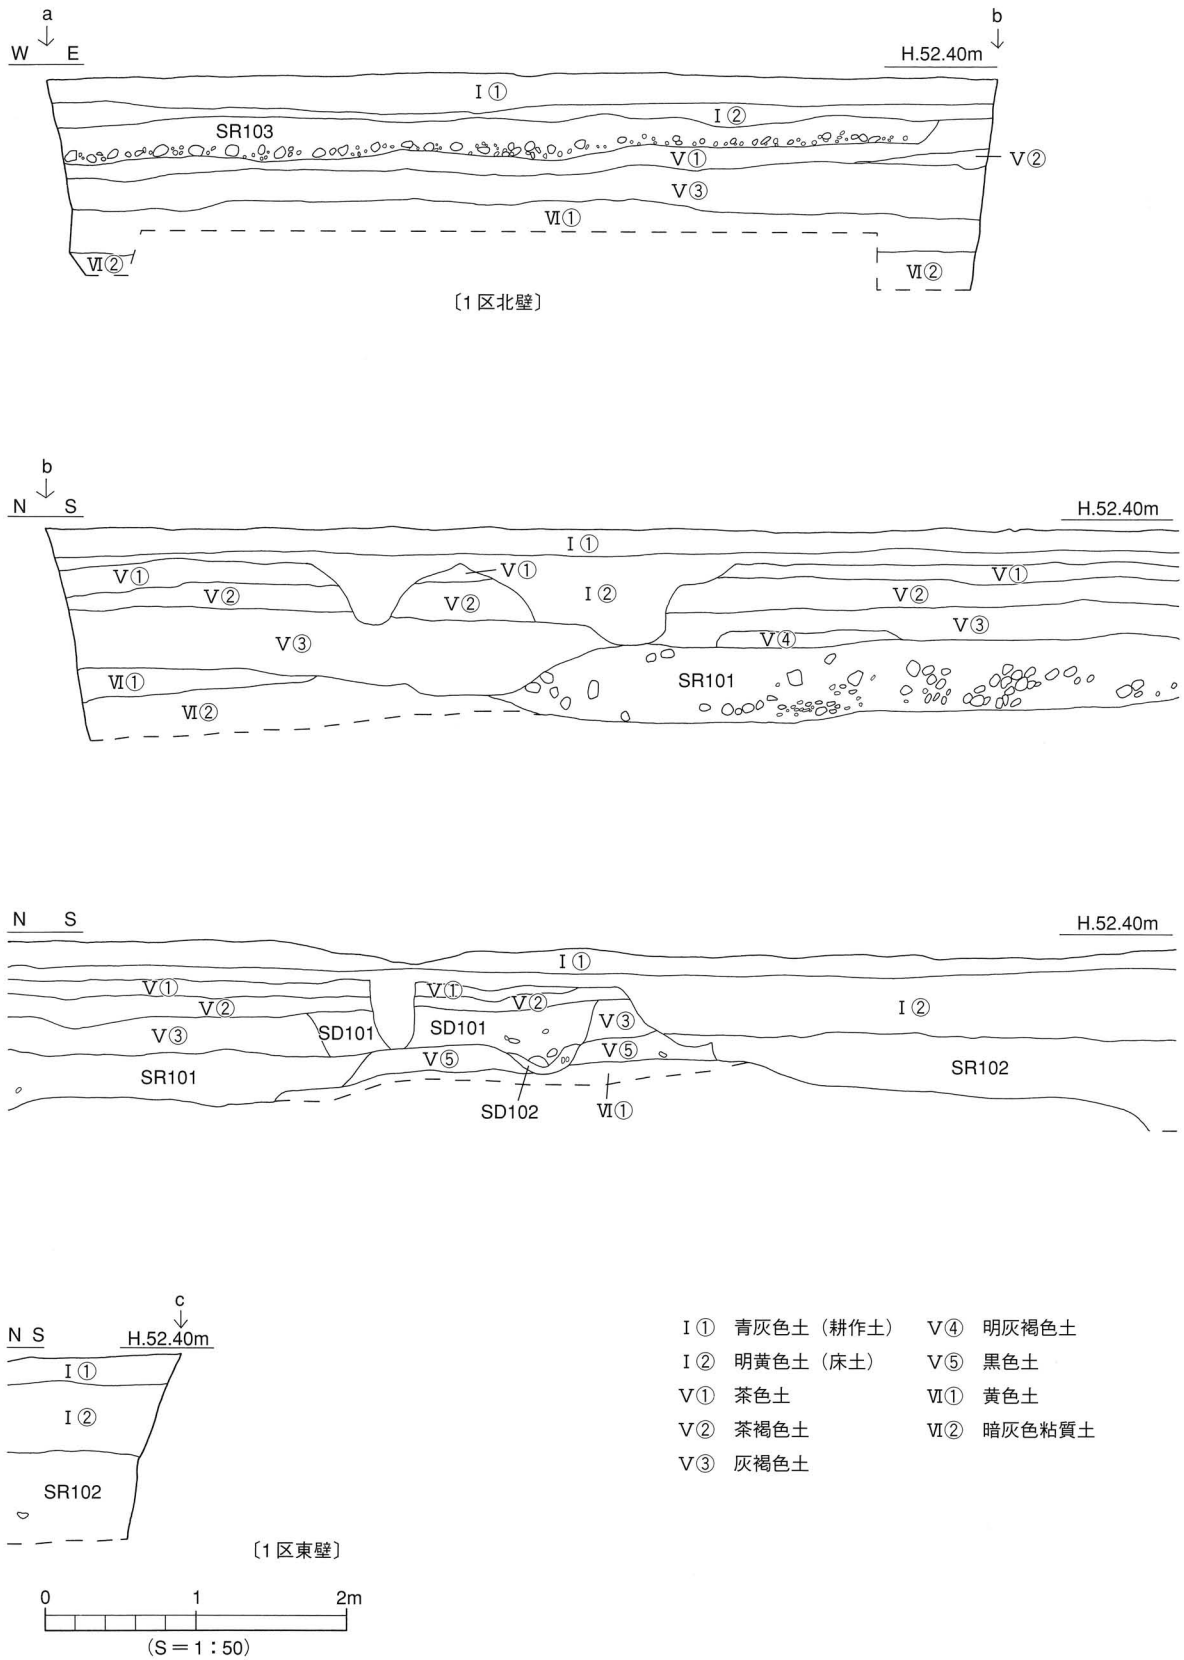 a
b
W E
H.52.40m
Ⅰ①
Ⅰ②
SR103
Ⅴ①
Ⅴ②
Ⅴ③
Ⅵ①
Ⅵ②
Ⅵ②
〔1区北壁〕
b
N S
H.52.40m
Ⅰ①
Ⅴ①
Ⅴ①
Ⅴ①
Ⅴ②
Ⅴ②
Ⅰ②
Ⅴ②
Ⅴ③
Ⅴ③
Ⅴ④
Ⅵ①
SR101
Ⅵ②
N S
H.52.40m
Ⅰ①
Ⅴ①
Ⅴ①
Ⅴ②
Ⅴ②
Ⅰ②
Ⅴ③
SD101
SD101
Ⅴ③
Ⅴ⑤
Ⅴ⑤
SR101
SR102
SD102
Ⅵ①
c
N S
H.52.40m
Ⅰ①
Ⅰ②
SR102
〔1区東壁〕
Ⅰ① 青灰色土（耕作土）
Ⅰ② 明黄色土（床土）
Ⅴ① 茶色土
Ⅴ② 茶褐色土
Ⅴ③ 灰褐色土
Ⅴ④ 明灰褐色土
Ⅴ⑤ 黒色土
Ⅵ① 黄色土
Ⅵ② 暗灰色粘質土
0 1 2m
(S＝1：50)